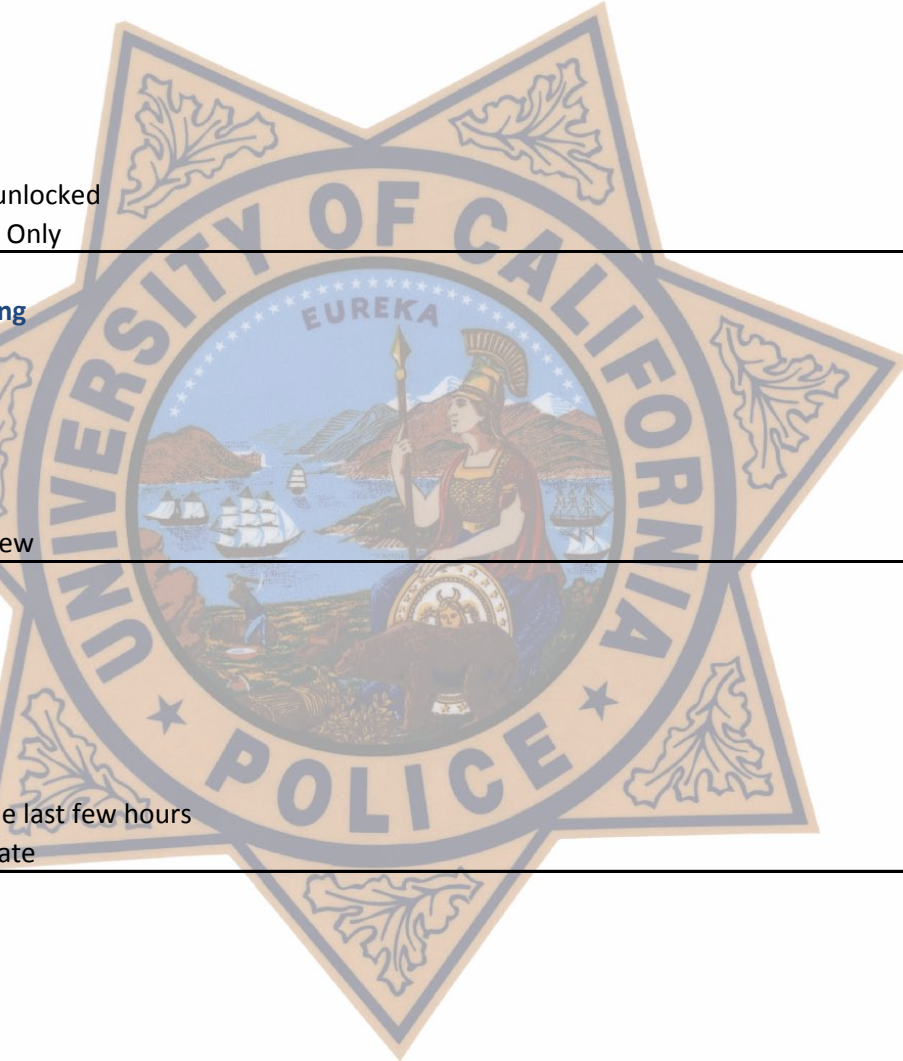 unlocked
Only
ng
ew
e last few hours
ate
UNIVERSITY OF CALIFORNIA
EUREKA
★ POLICE ★